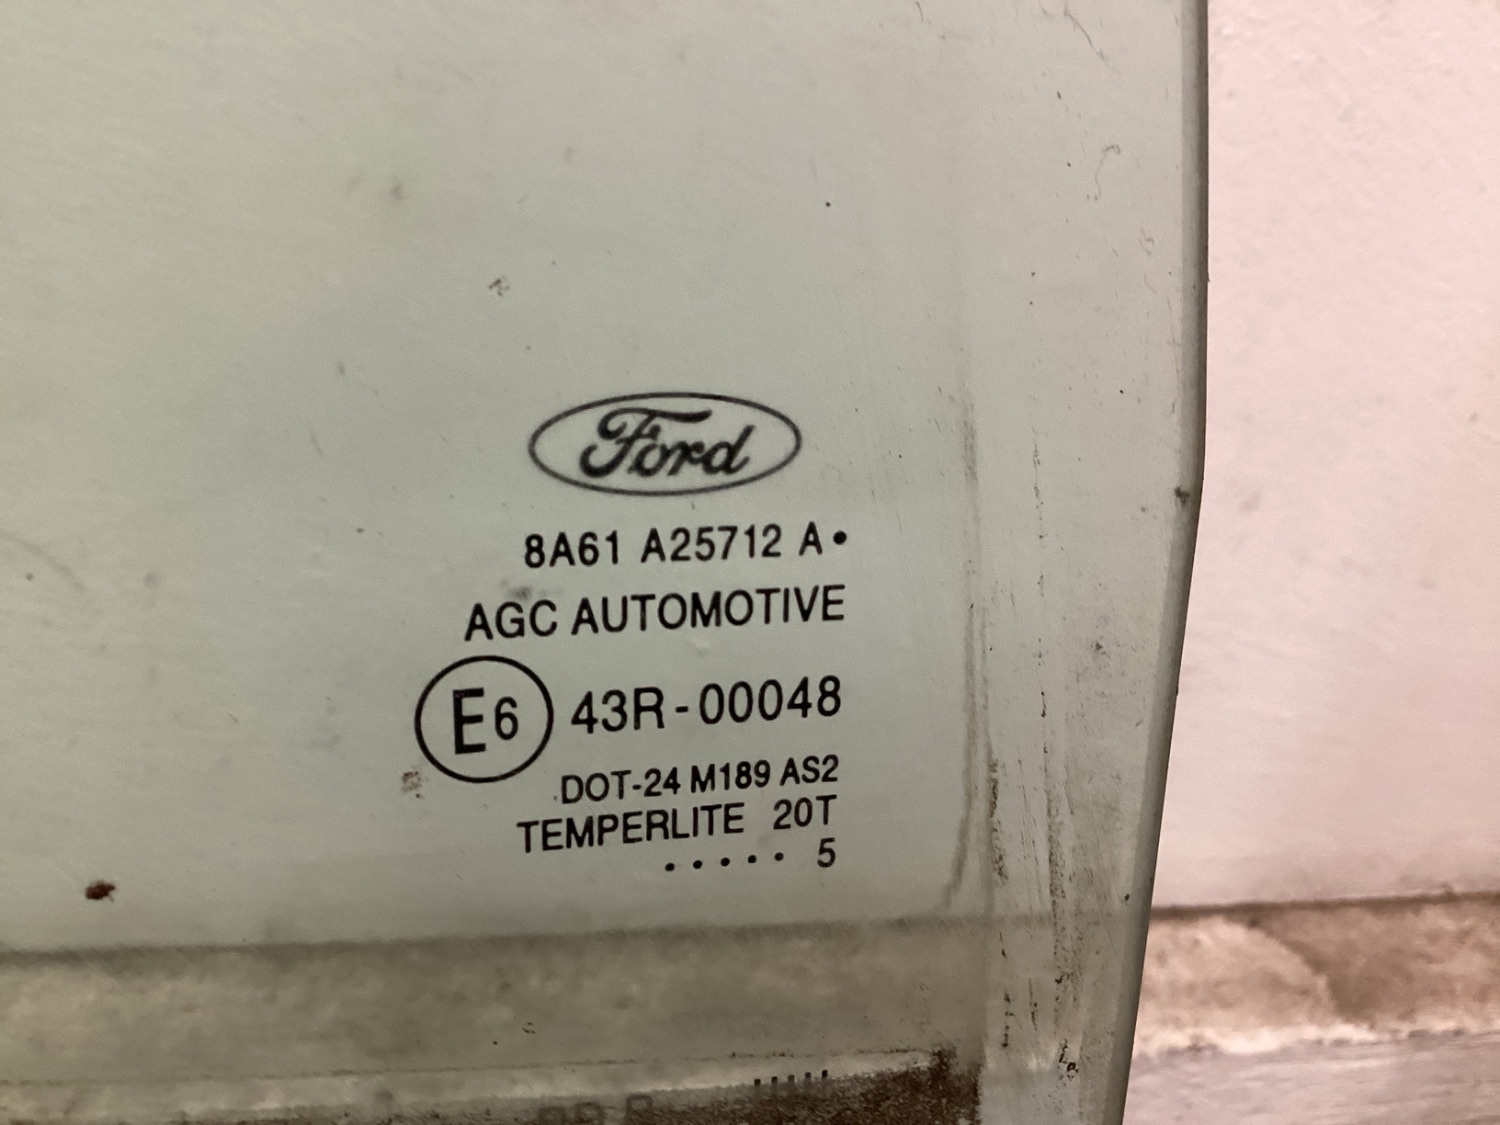 Ford
8A61 A25712 A•
AGC AUTOMOTIVE
E6 43R-00048
DOT-24 M189 AS2
TEMPERLITE 20T
····· 5